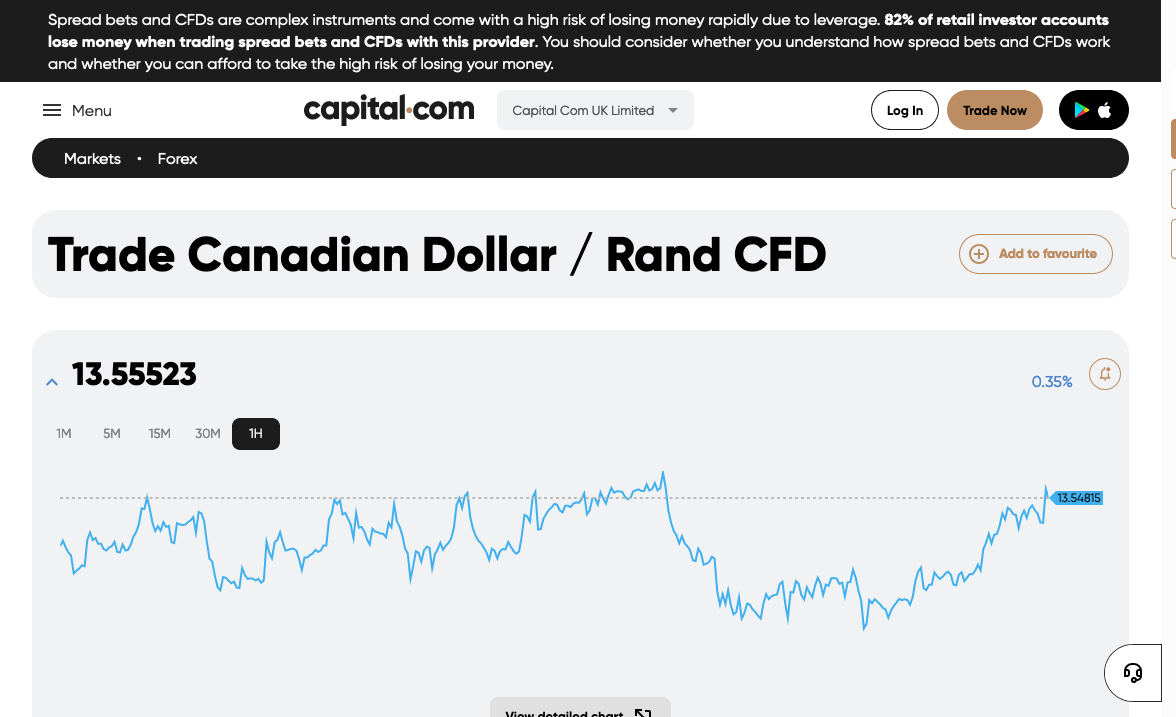 Spread bets and CFDs are complex instruments and come with a high risk of losing money rapidly due to leverage. 82% of retail investor accounts
lose money when trading spread bets and CFDs with this provider. You should consider whether you understand how spread bets and CFDs work
and whether you can afford to take the high risk of losing your money.
Menu
capital.com
Capital Com UK Limited
Log In
Trade Now
Markets • Forex
Trade Canadian Dollar / Rand CFD
Add to favourite
13.55523
0.35%
1M 5M 15M 30M 1H
13.54815
View detailed chart